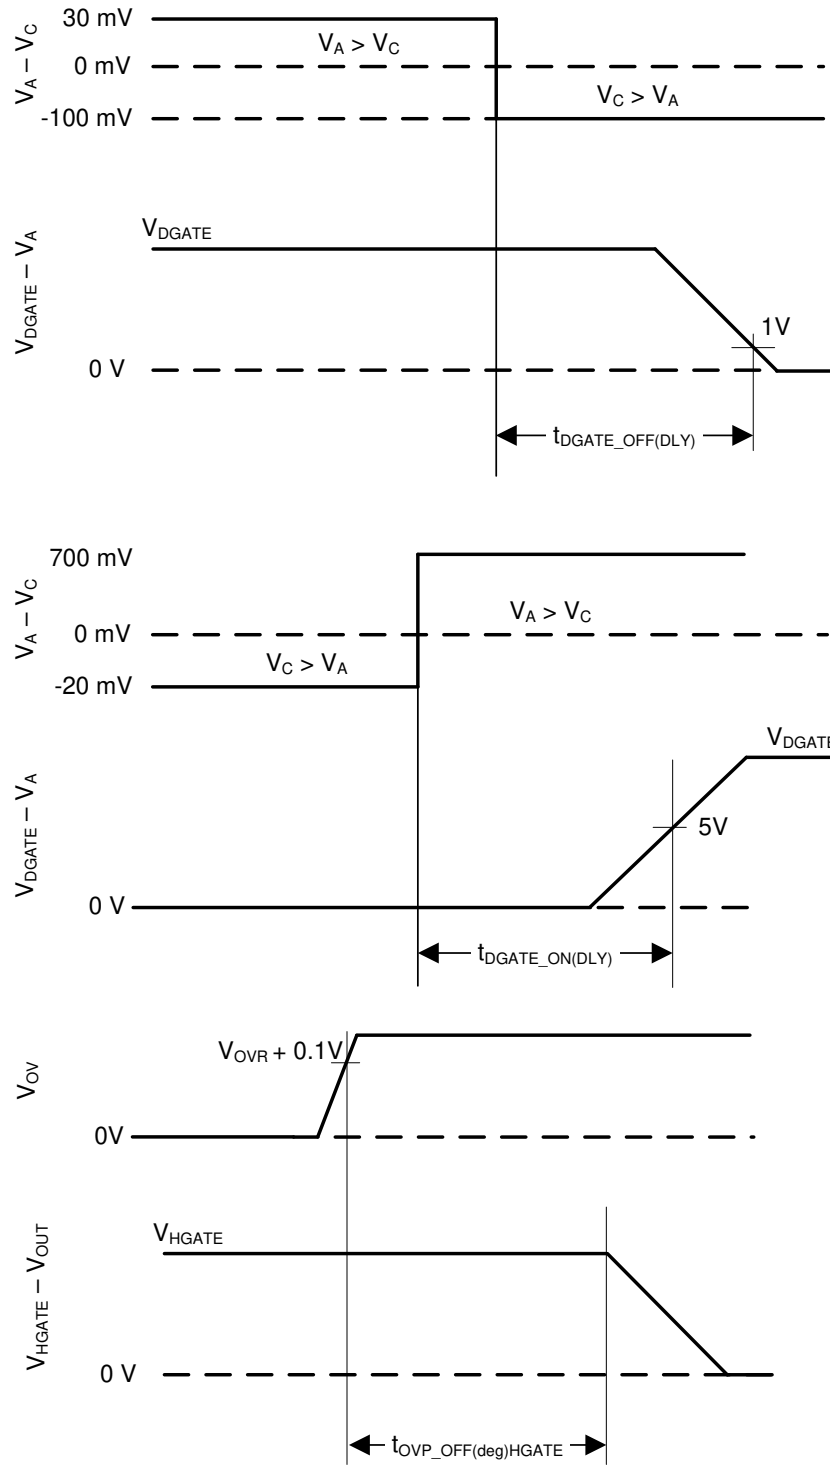 30 mV
V_A – V_C
V_A > V_C
0 mV
V_C > V_A
-100 mV
V_DGATE
V_DGATE – V_A
1V
0 V
t_DGATE_OFF(DLY)
700 mV
V_A – V_C
V_A > V_C
0 mV
V_C > V_A
-20 mV
V_DGATE
V_DGATE – V_A
5V
0 V
t_DGATE_ON(DLY)
V_OVR + 0.1V
V_OV
0V
V_HGATE
V_HGATE – V_OUT
0 V
t_OVP_OFF(deg)HGATE